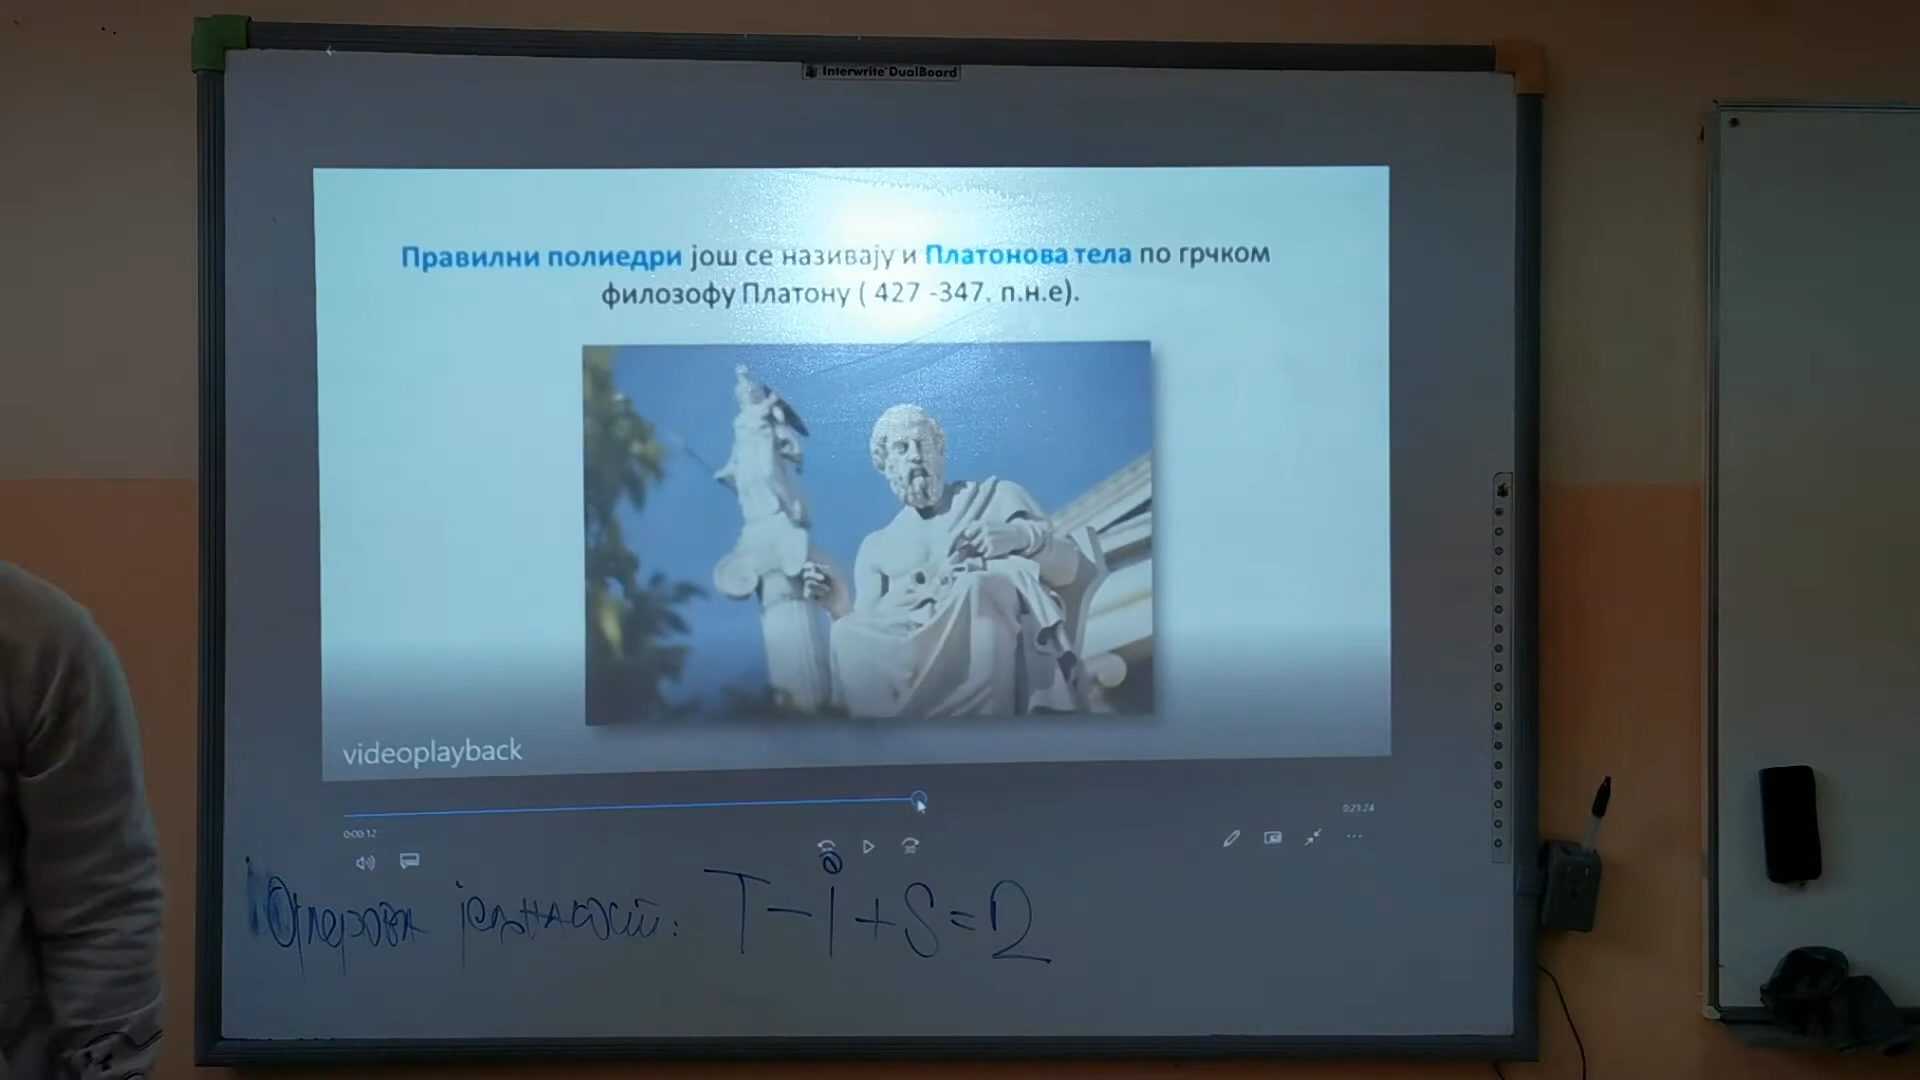 Interwrite DualBoard
Правилни полиедри још се називају и Платонова тела по грчком
филозофу Платону ( 427 -347. п.н.е).
videoplayback
0:00:12
0:21:24
Ојлерова једнакост: T-i+S=2